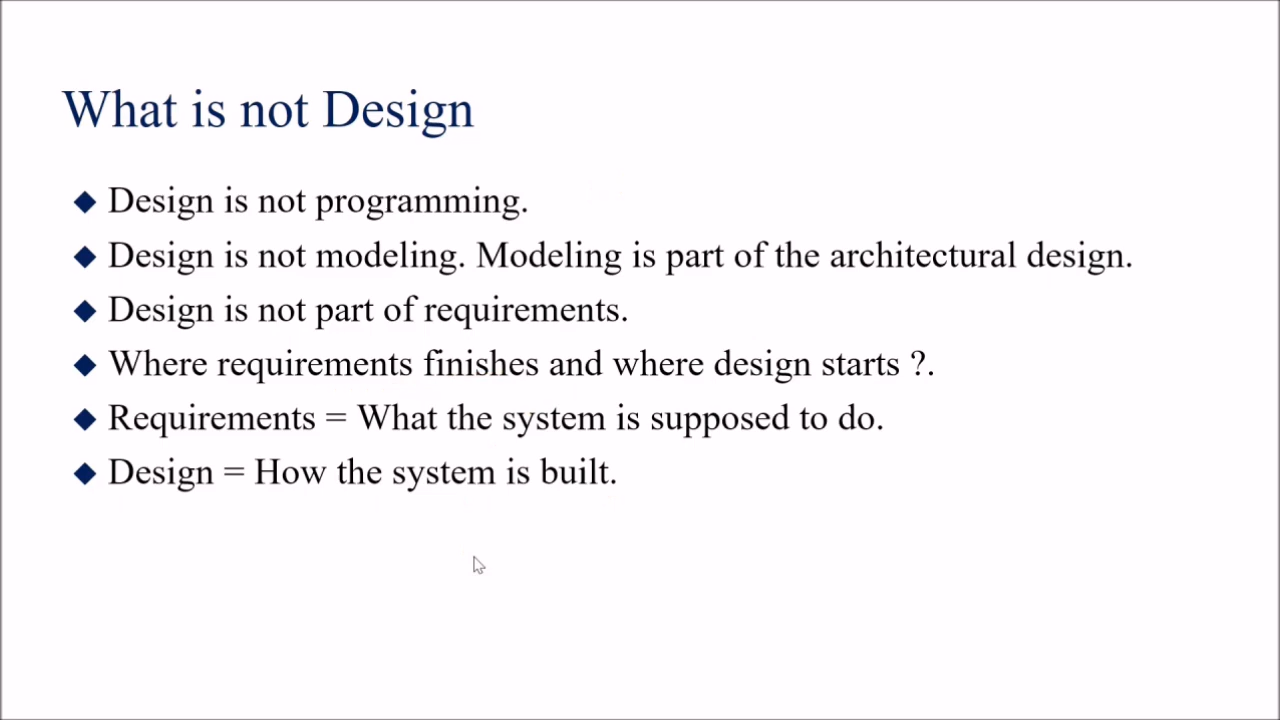 What is not Design
Design is not programming.
Design is not modeling. Modeling is part of the architectural design.
Design is not part of requirements.
Where requirements finishes and where design starts ?.
Requirements = What the system is supposed to do.
Design = How the system is built.